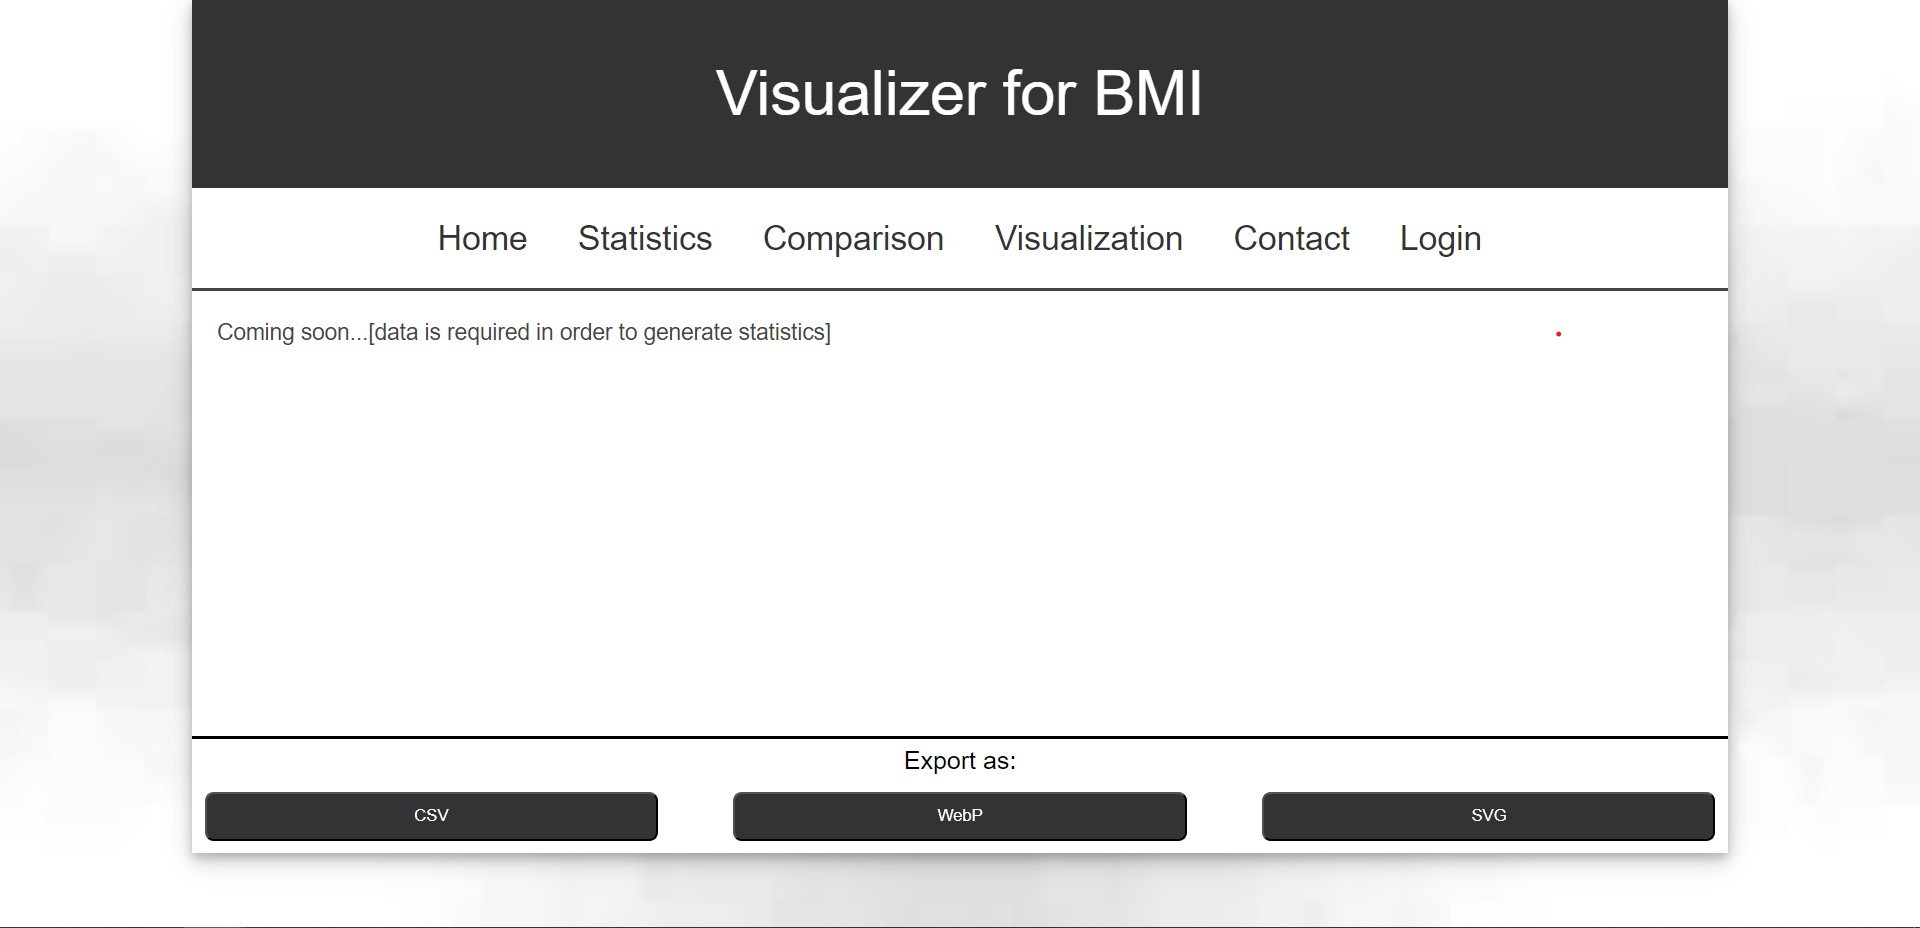 Visualizer for BMI
Home Statistics Comparison Visualization Contact Login
Coming soon...[data is required in order to generate statistics]
Export as:
CSV WebP SVG